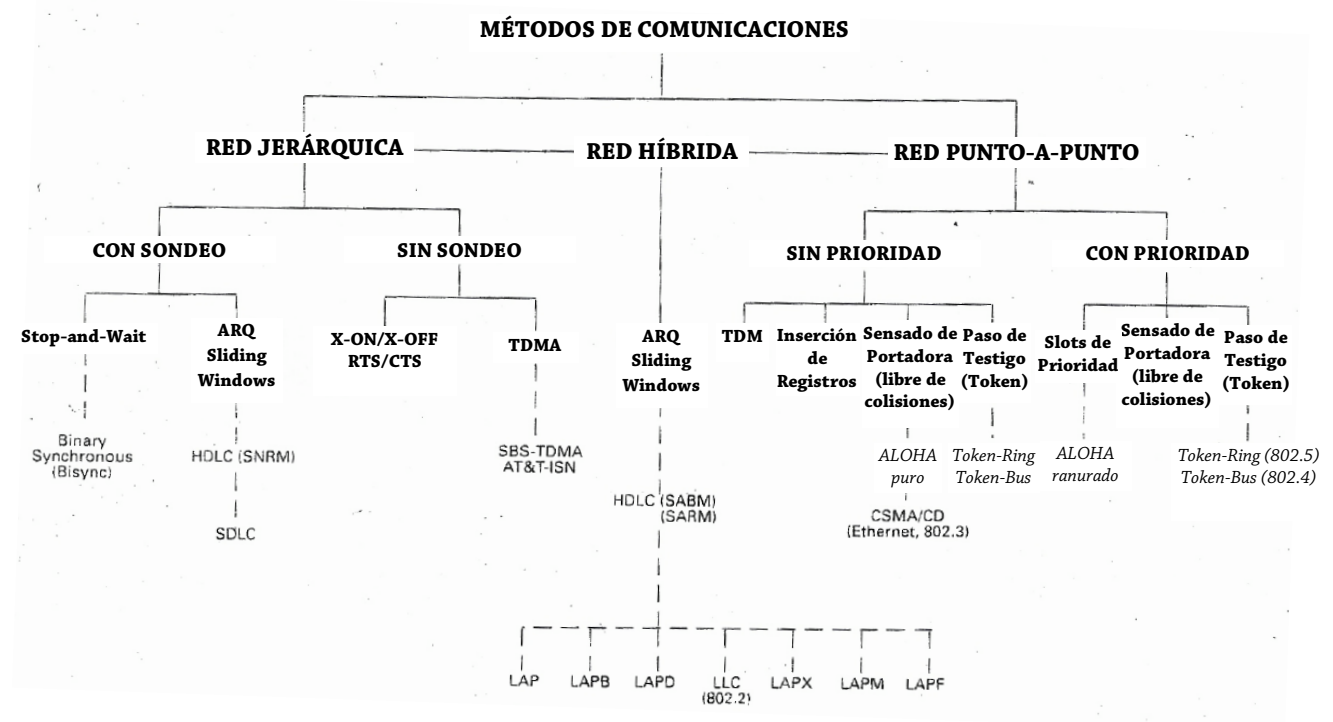 MÉTODOS DE COMUNICACIONES
RED JERÁRQUICA
RED HÍBRIDA
RED PUNTO-A-PUNTO
CON SONDEO
SIN SONDEO
SIN PRIORIDAD
CON PRIORIDAD
Stop-and-Wait
ARQ
Sliding
Windows
X-ON/X-OFF
RTS/CTS
TDMA
ARQ
Sliding
Windows
TDM
Inserción
de
Registros
Sensado de
Portadora
(libre de
colisiones)
Paso de
Testigo
(Token)
Slots de
Prioridad
Sensado de
Portadora
(libre de
colisiones)
Paso de
Testigo
(Token)
Binary
Synchronous
(Bisync)
HDLC (SNRM)
SDLC
SBS-TDMA
AT&T-ISN
HDLC (SABM)
(SARM)
ALOHA
puro
CSMA/CD
(Ethernet, 802.3)
Token-Ring
Token-Bus
ALOHA
ranurado
Token-Ring (802.5)
Token-Bus (802.4)
LAP
LAPB
LAPD
LLC
(802.2)
LAPX
LAPM
LAPF